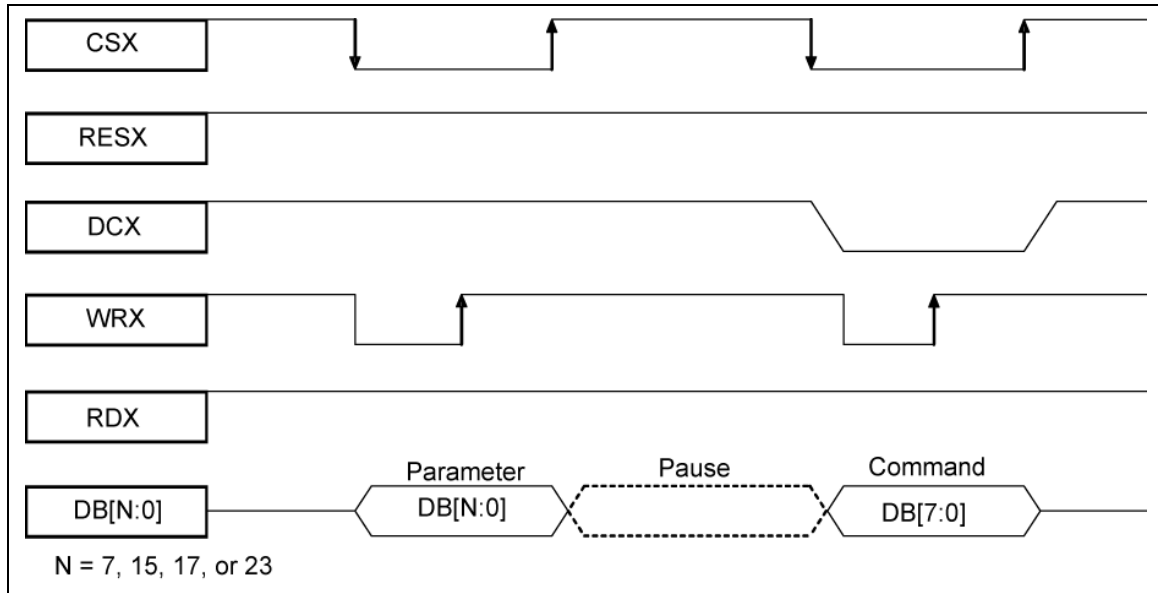 CSX
RESX
DCX
WRX
RDX
Parameter Pause Command
DB[N:0] DB[N:0] DB[7:0]
N = 7, 15, 17, or 23